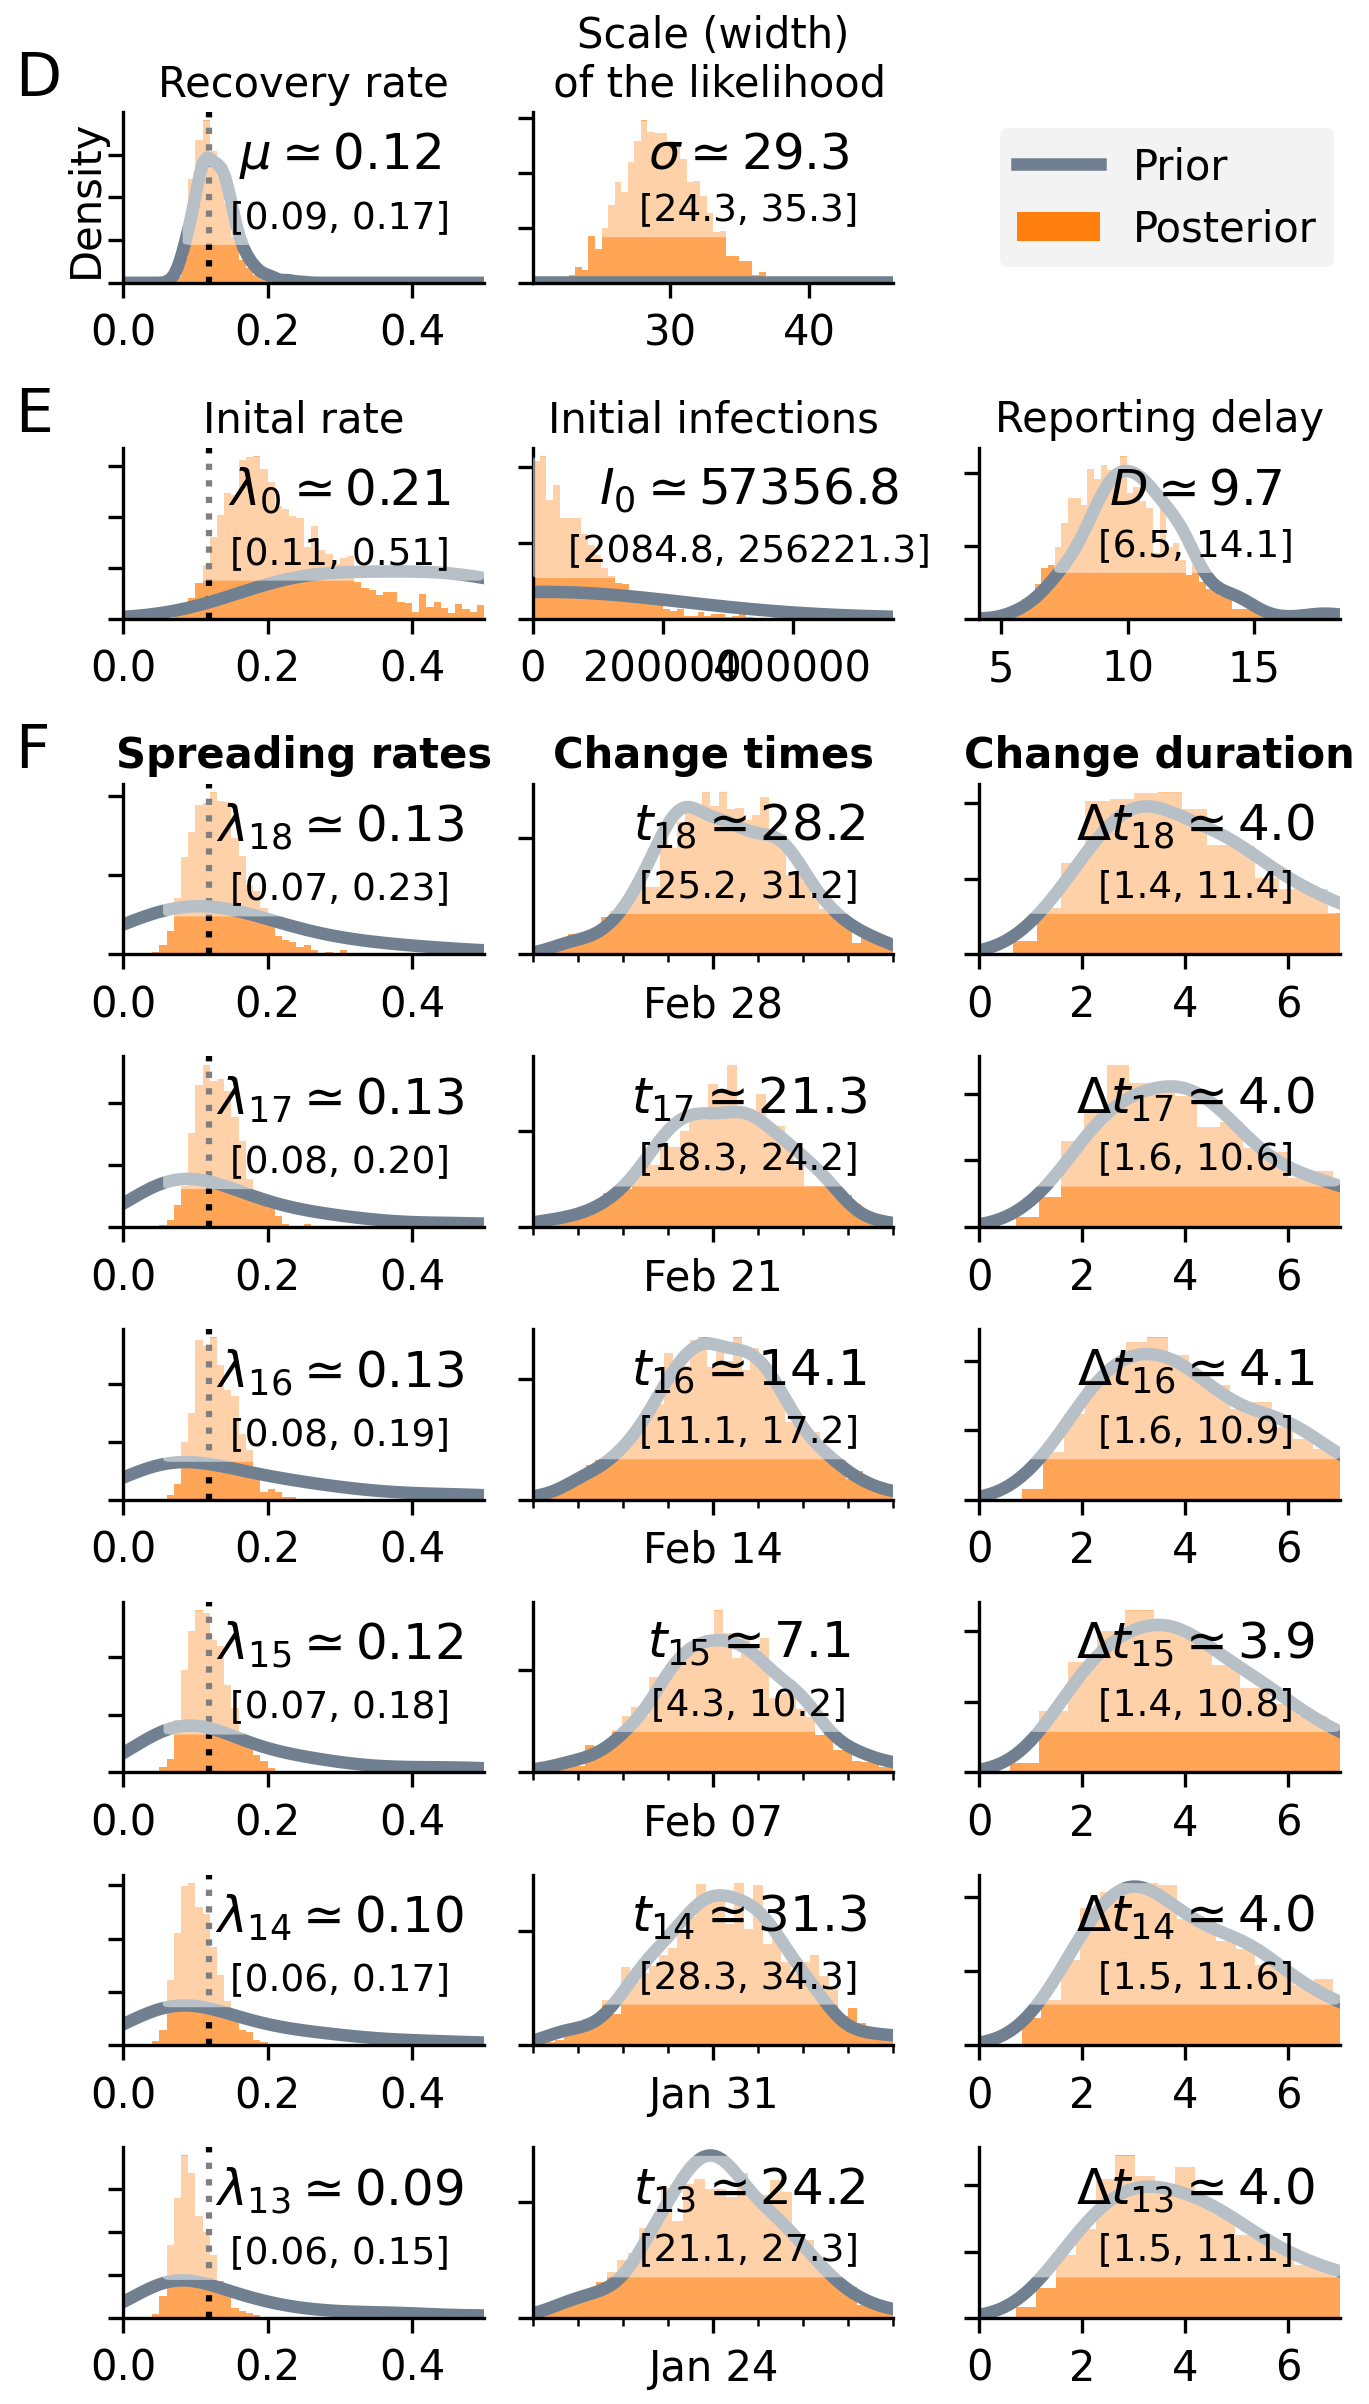 D
Recovery rate
Scale (width)
of the likelihood
Density
μ ≃ 0.12
[0.09, 0.17]
0.0 0.2 0.4
σ ≃ 29.3
[24.3, 35.3]
30 40
Prior
Posterior
E
Inital rate
λ0 ≃ 0.21
[0.11, 0.51]
0.0 0.2 0.4
Initial infections
I0 ≃ 57356.8
[2084.8, 256221.3]
0 200000 400000
Reporting delay
D ≃ 9.7
[6.5, 14.1]
5 10 15
F
Spreading rates
Change times
Change duration
λ18 ≃ 0.13
[0.07, 0.23]
0.0 0.2 0.4
t18 ≃ 28.2
[25.2, 31.2]
Feb 28
Δt18 ≃ 4.0
[1.4, 11.4]
0 2 4 6
λ17 ≃ 0.13
[0.08, 0.20]
0.0 0.2 0.4
t17 ≃ 21.3
[18.3, 24.2]
Feb 21
Δt17 ≃ 4.0
[1.6, 10.6]
0 2 4 6
λ16 ≃ 0.13
[0.08, 0.19]
0.0 0.2 0.4
t16 ≃ 14.1
[11.1, 17.2]
Feb 14
Δt16 ≃ 4.1
[1.6, 10.9]
0 2 4 6
λ15 ≃ 0.12
[0.07, 0.18]
0.0 0.2 0.4
t15 ≃ 7.1
[4.3, 10.2]
Feb 07
Δt15 ≃ 3.9
[1.4, 10.8]
0 2 4 6
λ14 ≃ 0.10
[0.06, 0.17]
0.0 0.2 0.4
t14 ≃ 31.3
[28.3, 34.3]
Jan 31
Δt14 ≃ 4.0
[1.5, 11.6]
0 2 4 6
λ13 ≃ 0.09
[0.06, 0.15]
0.0 0.2 0.4
t13 ≃ 24.2
[21.1, 27.3]
Jan 24
Δt13 ≃ 4.0
[1.5, 11.1]
0 2 4 6